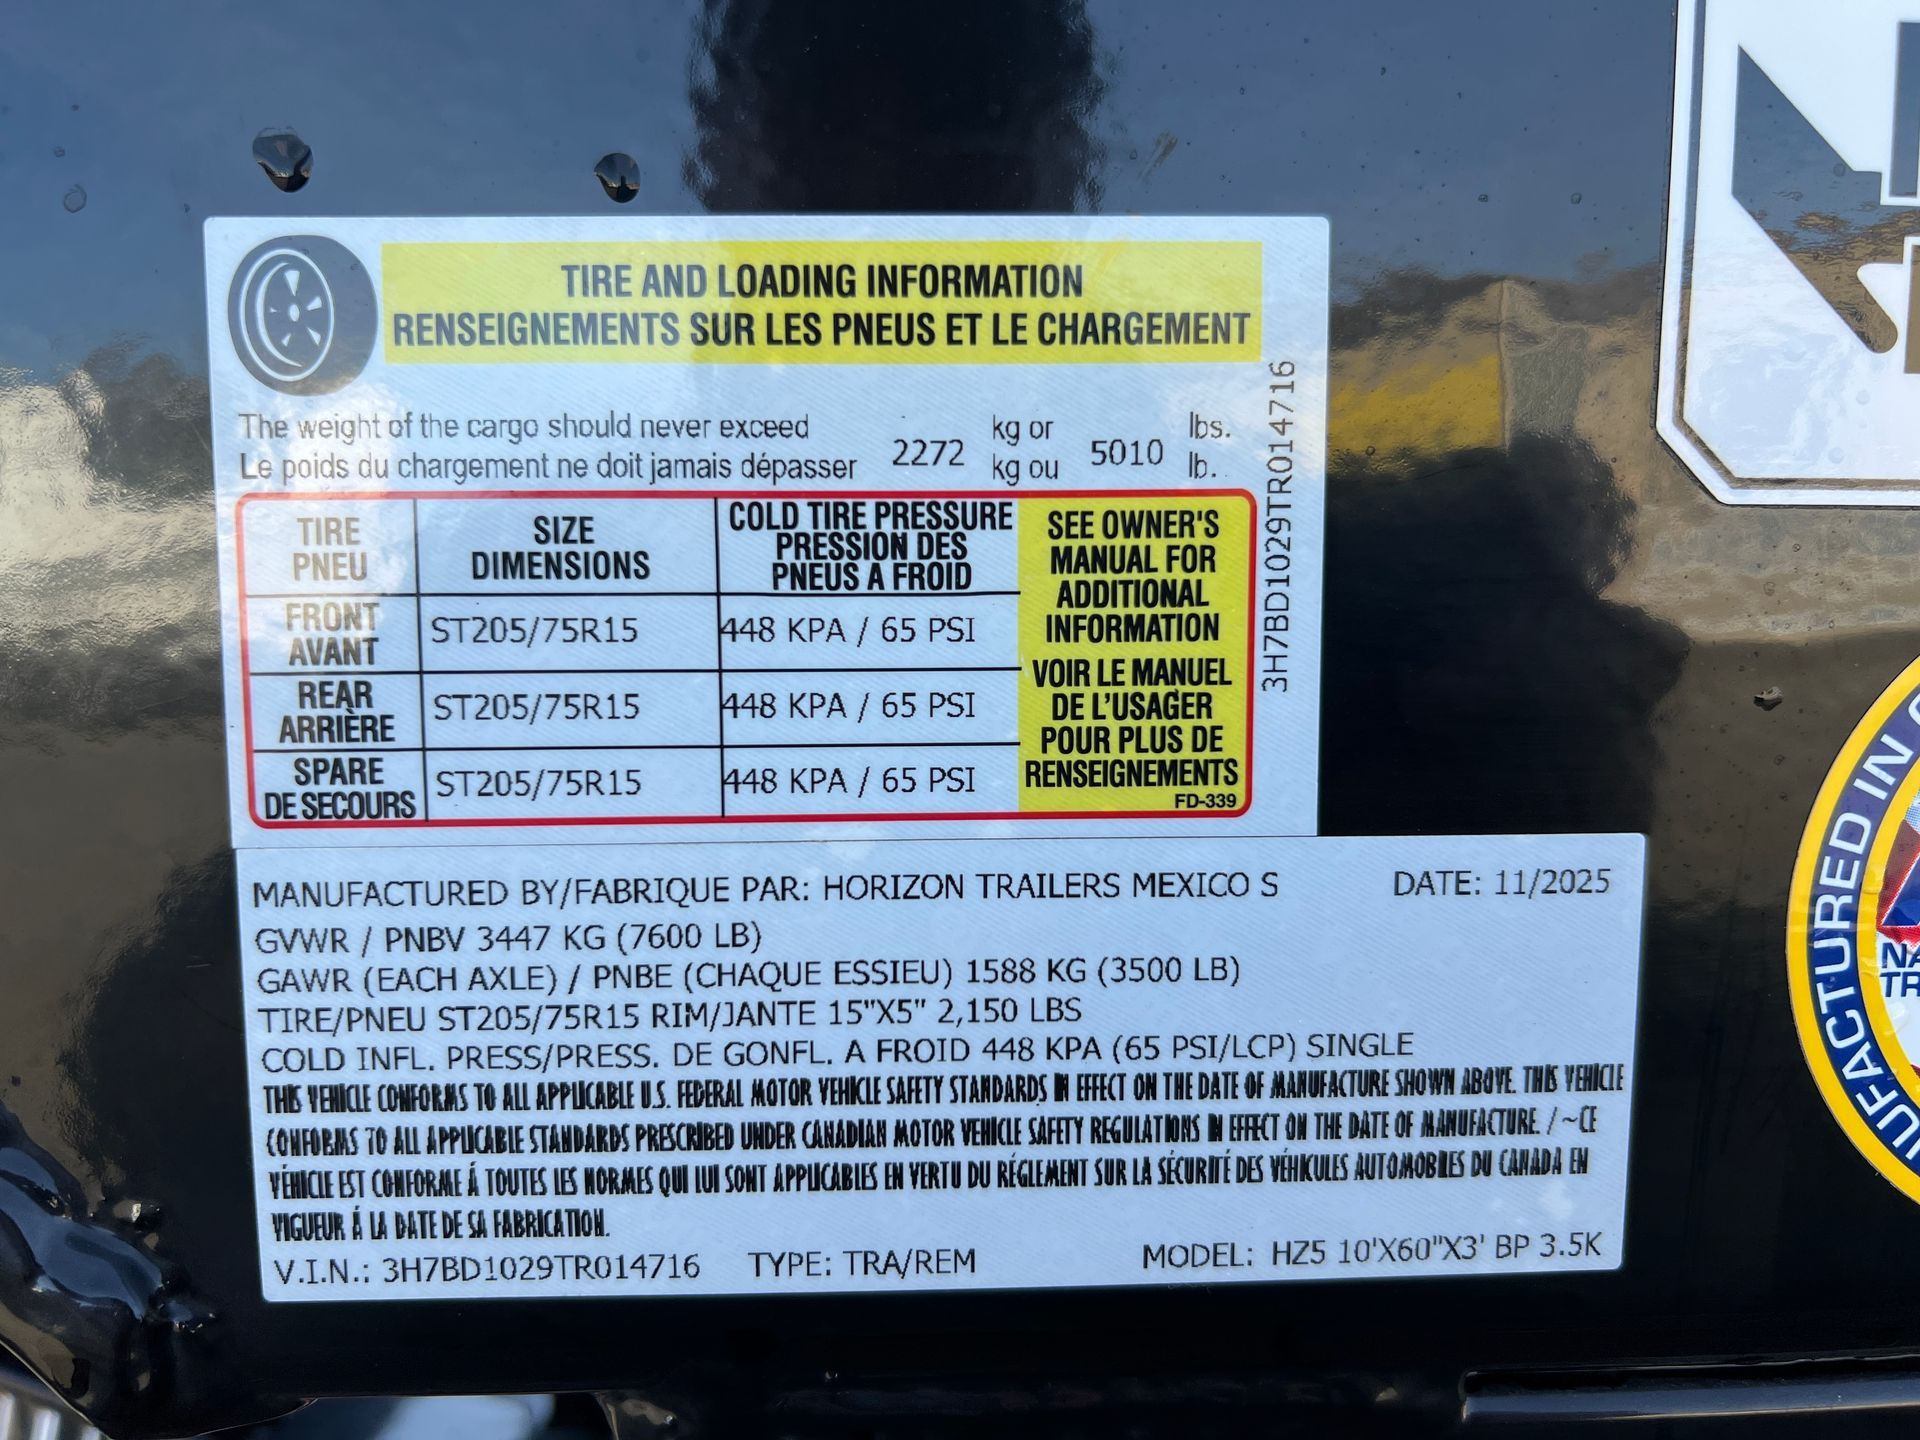 TIRE AND LOADING INFORMATION
RENSEIGNEMENTS SUR LES PNEUS ET LE CHARGEMENT
The weight of the cargo should never exceed 2272 kg or 5010 lbs.
Le poids du chargement ne doit jamais dépasser kg ou lb.
TIRE PNEU
SIZE DIMENSIONS
COLD TIRE PRESSURE PRESSION DES PNEUS A FROID
FRONT AVANT ST205/75R15 448 KPA / 65 PSI
REAR ARRIÈRE ST205/75R15 448 KPA / 65 PSI
SPARE DE SECOURS ST205/75R15 448 KPA / 65 PSI
SEE OWNER'S
MANUAL FOR
ADDITIONAL
INFORMATION
VOIR LE MANUEL
DE L'USAGER
POUR PLUS DE
RENSEIGNEMENTS
FD-339
3H7BD1029TR014716
MANUFACTURED BY/FABRIQUE PAR: HORIZON TRAILERS MEXICO S DATE: 11/2025
GVWR / PNBV 3447 KG (7600 LB)
GAWR (EACH AXLE) / PNBE (CHAQUE ESSIEU) 1588 KG (3500 LB)
TIRE/PNEU ST205/75R15 RIM/JANTE 15"X5" 2,150 LBS
COLD INFL. PRESS/PRESS. DE GONFL. A FROID 448 KPA (65 PSI/LCP) SINGLE
THIS VEHICLE CONFORMS TO ALL APPLICABLE U.S. FEDERAL MOTOR VEHICLE SAFETY STANDARDS IN EFFECT ON THE DATE OF MANUFACTURE SHOWN ABOVE. THIS VEHICLE
CONFORMS TO ALL APPLICABLE STANDARDS PRESCRIBED UNDER CANADIAN MOTOR VEHICLE SAFETY REGULATIONS IN EFFECT ON THE DATE OF MANUFACTURE. / ~CE
VÉHICLE EST CONFORME Á TOUTES LES NORMES QUI LUI SONT APPLICABLES EN VERTU DU RÉGLEMENT SUR LA SÉCURITÉ DES VÉHICULES AUTOMOBILES DU CANADA EN
VIGUEUR Á LA DATE DE SA FABRICATION.
V.I.N.: 3H7BD1029TR014716 TYPE: TRA/REM MODEL: HZ5 10'X60"X3' BP 3.5K
UFACTURED IN